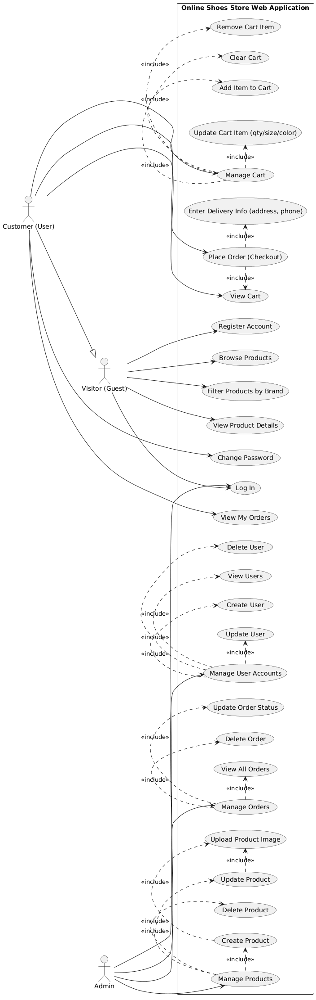 Online Shoes Store Web Application
Remove Cart Item
«include»
Clear Cart
Add Item to Cart
«include»
Update Cart Item (qty/size/color)
«include»
«include»
Manage Cart
Customer (User)
Enter Delivery Info (address, phone)
«include»
Place Order (Checkout)
«include»
View Cart
Register Account
Browse Products
Visitor (Guest)
Filter Products by Brand
View Product Details
Change Password
Log In
View My Orders
Delete User
View Users
Create User
«include»
Update User
«include»
«include»
«include»
Manage User Accounts
Update Order Status
«include»
Delete Order
View All Orders
«include»
«include»
Manage Orders
Upload Product Image
«include»
Update Product
«include»
Delete Product
«include»
«include»
Create Product
«include»
Manage Products
Admin